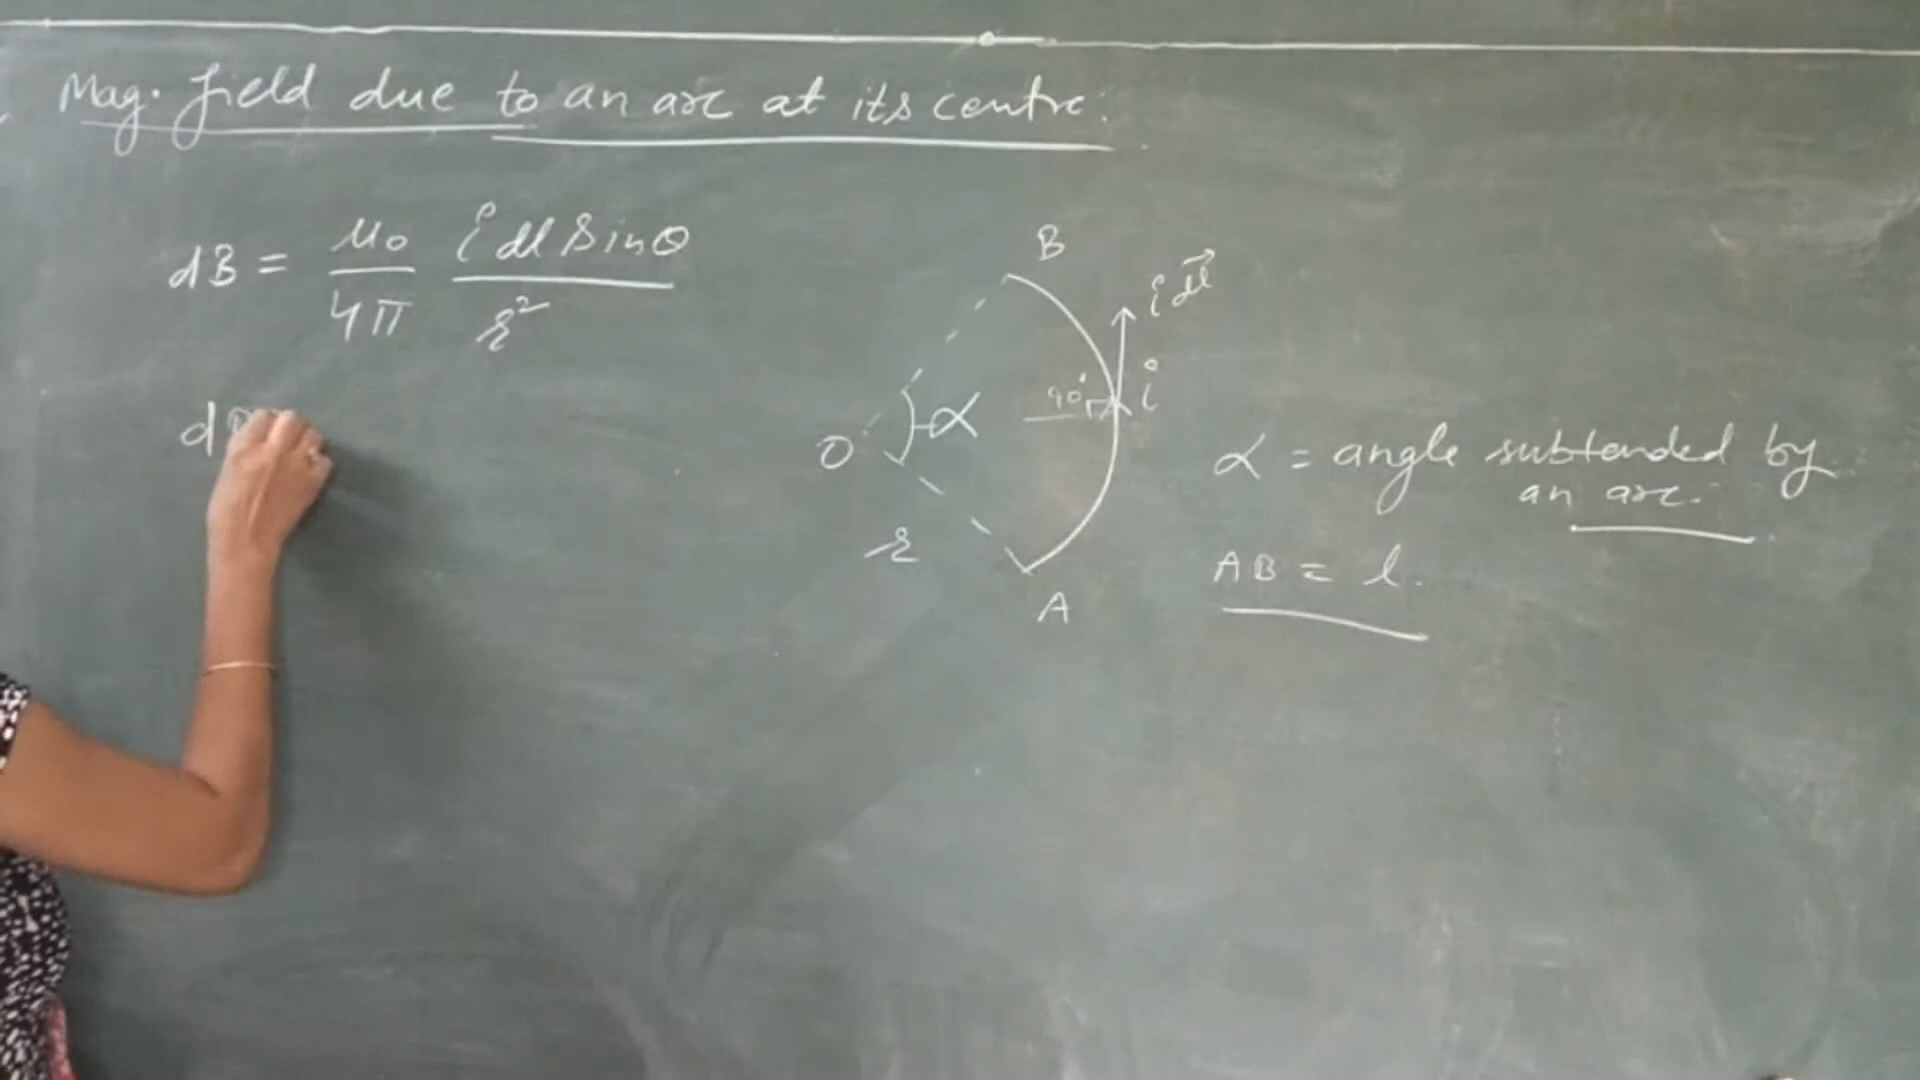 Mag. field due to an arc at its centre:
dB = μ₀/4π i dl Sinθ/r²
B
i dl⃗
90°
i
α
O
d
α = angle subtended by
an arc.
r
AB = l.
A